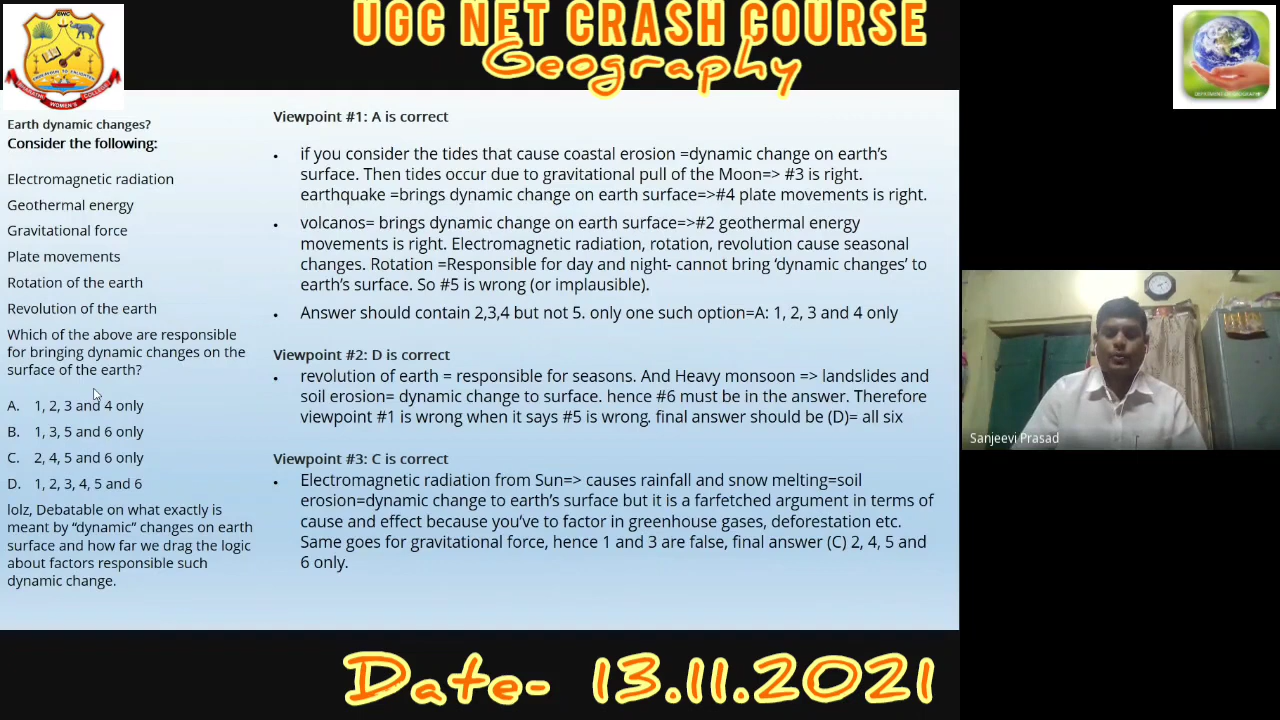 UGC NET CRASH COURSE
Geography
BWC
ENDEAVOUR TO ENLIGHTEN
BHARATHI WOMEN'S COLLEGE
DEPARTMENT OF GEOGRAPHY
Earth dynamic changes?
Consider the following:
Electromagnetic radiation
Geothermal energy
Gravitational force
Plate movements
Rotation of the earth
Revolution of the earth
Which of the above are responsible
for bringing dynamic changes on the
surface of the earth?
A. 1, 2, 3 and 4 only
B. 1, 3, 5 and 6 only
C. 2, 4, 5 and 6 only
D. 1, 2, 3, 4, 5 and 6
lolz, Debatable on what exactly is
meant by “dynamic” changes on earth
surface and how far we drag the logic
about factors responsible such
dynamic change.
Viewpoint #1: A is correct
• if you consider the tides that cause coastal erosion =dynamic change on earth’s
surface. Then tides occur due to gravitational pull of the Moon=> #3 is right.
earthquake =brings dynamic change on earth surface=>#4 plate movements is right.
• volcanos= brings dynamic change on earth surface=>#2 geothermal energy
movements is right. Electromagnetic radiation, rotation, revolution cause seasonal
changes. Rotation =Responsible for day and night- cannot bring ‘dynamic changes’ to
earth’s surface. So #5 is wrong (or implausible).
• Answer should contain 2,3,4 but not 5. only one such option=A: 1, 2, 3 and 4 only
Viewpoint #2: D is correct
• revolution of earth = responsible for seasons. And Heavy monsoon => landslides and
soil erosion= dynamic change to surface. hence #6 must be in the answer. Therefore
viewpoint #1 is wrong when it says #5 is wrong. final answer should be (D)= all six
Viewpoint #3: C is correct
• Electromagnetic radiation from Sun=> causes rainfall and snow melting=soil
erosion=dynamic change to earth’s surface but it is a farfetched argument in terms of
cause and effect because you’ve to factor in greenhouse gases, deforestation etc.
Same goes for gravitational force, hence 1 and 3 are false, final answer (C) 2, 4, 5 and
6 only.
Sanjeevi Prasad
Date- 13.11.2021